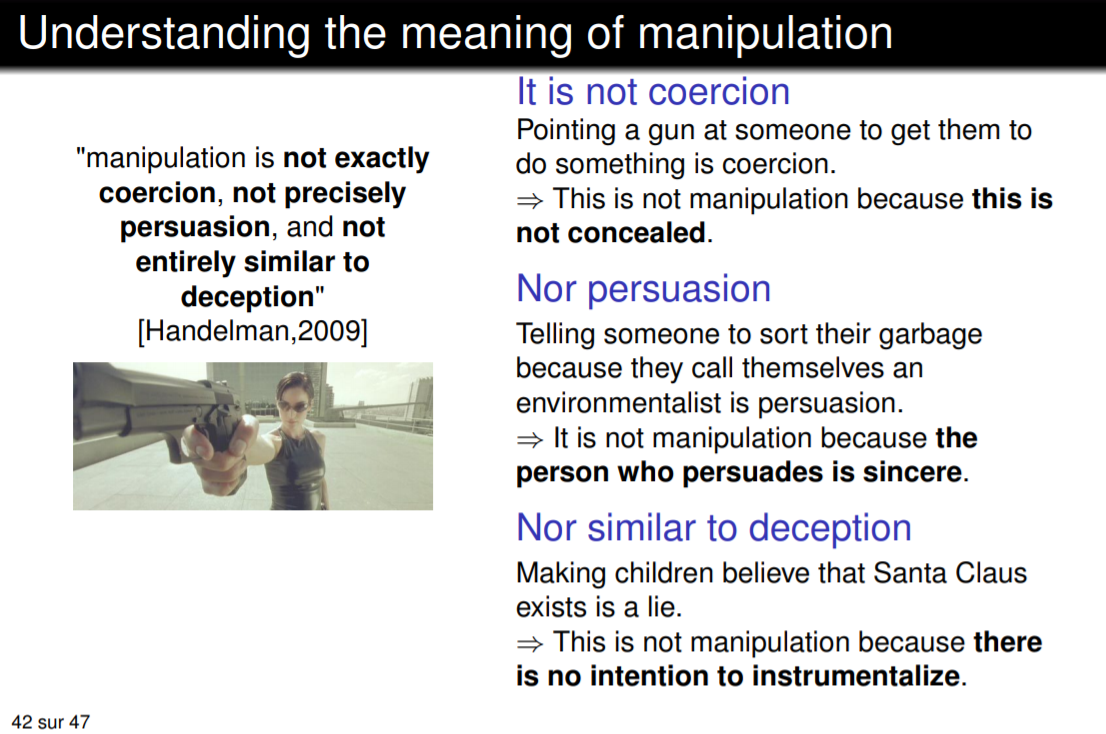 Understanding the meaning of manipulation
"manipulation is not exactly
coercion, not precisely
persuasion, and not
entirely similar to
deception"
[Handelman,2009]
It is not coercion
Pointing a gun at someone to get them to
do something is coercion.
⇒ This is not manipulation because this is
not concealed.
Nor persuasion
Telling someone to sort their garbage
because they call themselves an
environmentalist is persuasion.
⇒ It is not manipulation because the
person who persuades is sincere.
Nor similar to deception
Making children believe that Santa Claus
exists is a lie.
⇒ This is not manipulation because there
is no intention to instrumentalize.
42 sur 47